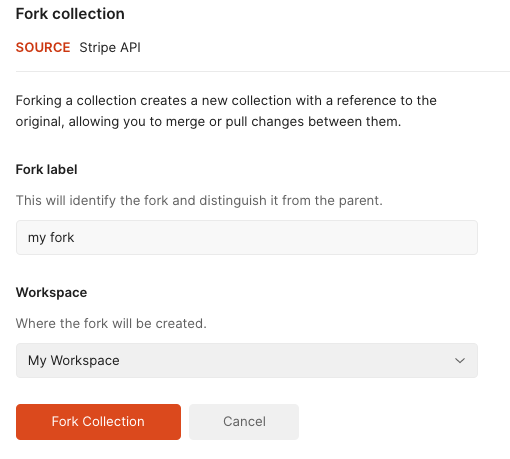 Fork collection
SOURCE Stripe API
Forking a collection creates a new collection with a reference to the
original, allowing you to merge or pull changes between them.
Fork label
This will identify the fork and distinguish it from the parent.
my fork
Workspace
Where the fork will be created.
My Workspace
Fork Collection Cancel